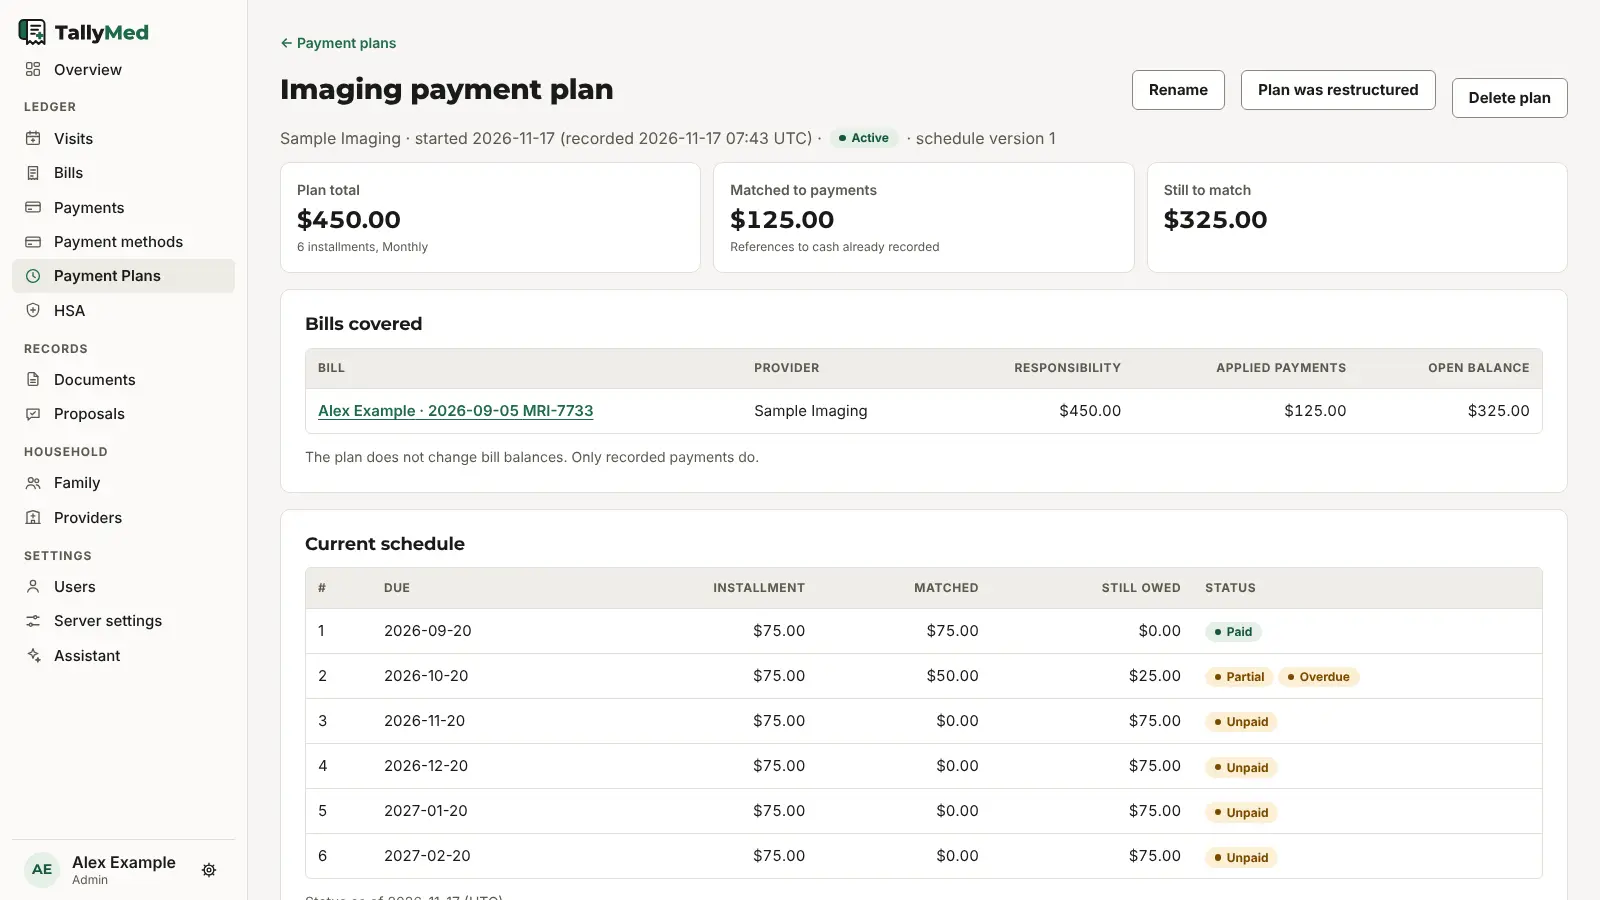 TallyMed
Overview
LEDGER
Visits
Bills
Payments
Payment methods
Payment Plans
HSA
RECORDS
Documents
Proposals
HOUSEHOLD
Family
Providers
SETTINGS
Users
Server settings
Assistant
AE
Alex Example
Admin
← Payment plans
Imaging payment plan
Rename
Plan was restructured
Delete plan
Sample Imaging · started 2026-11-17 (recorded 2026-11-17 07:43 UTC) · Active · schedule version 1
Plan total
$450.00
6 installments, Monthly
Matched to payments
$125.00
References to cash already recorded
Still to match
$325.00
Bills covered
BILL PROVIDER RESPONSIBILITY APPLIED PAYMENTS OPEN BALANCE
Alex Example · 2026-09-05 MRI-7733 Sample Imaging $450.00 $125.00 $325.00
The plan does not change bill balances. Only recorded payments do.
Current schedule
# DUE INSTALLMENT MATCHED STILL OWED STATUS
1 2026-09-20 $75.00 $75.00 $0.00 Paid
2 2026-10-20 $75.00 $50.00 $25.00 Partial Overdue
3 2026-11-20 $75.00 $0.00 $75.00 Unpaid
4 2026-12-20 $75.00 $0.00 $75.00 Unpaid
5 2027-01-20 $75.00 $0.00 $75.00 Unpaid
6 2027-02-20 $75.00 $0.00 $75.00 Unpaid
Status as of 2026-11-17 (UTC)